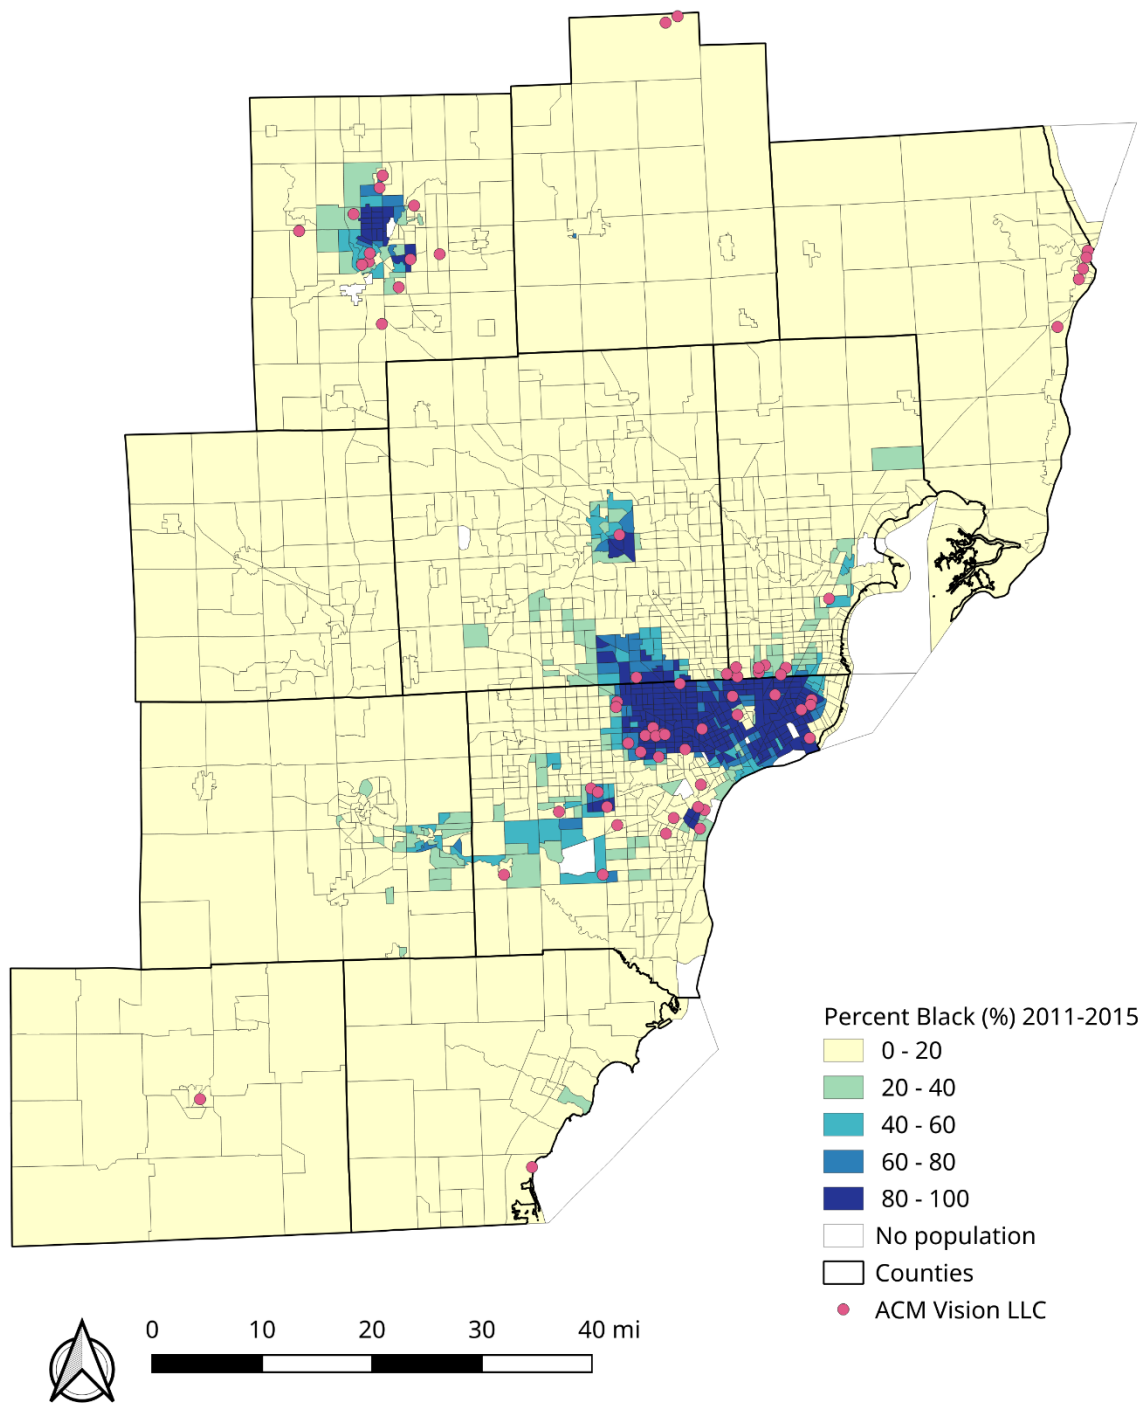 Percent Black (%) 2011-2015
0 - 20
20 - 40
40 - 60
60 - 80
80 - 100
No population
Counties
ACM Vision LLC
0 10 20 30 40 mi